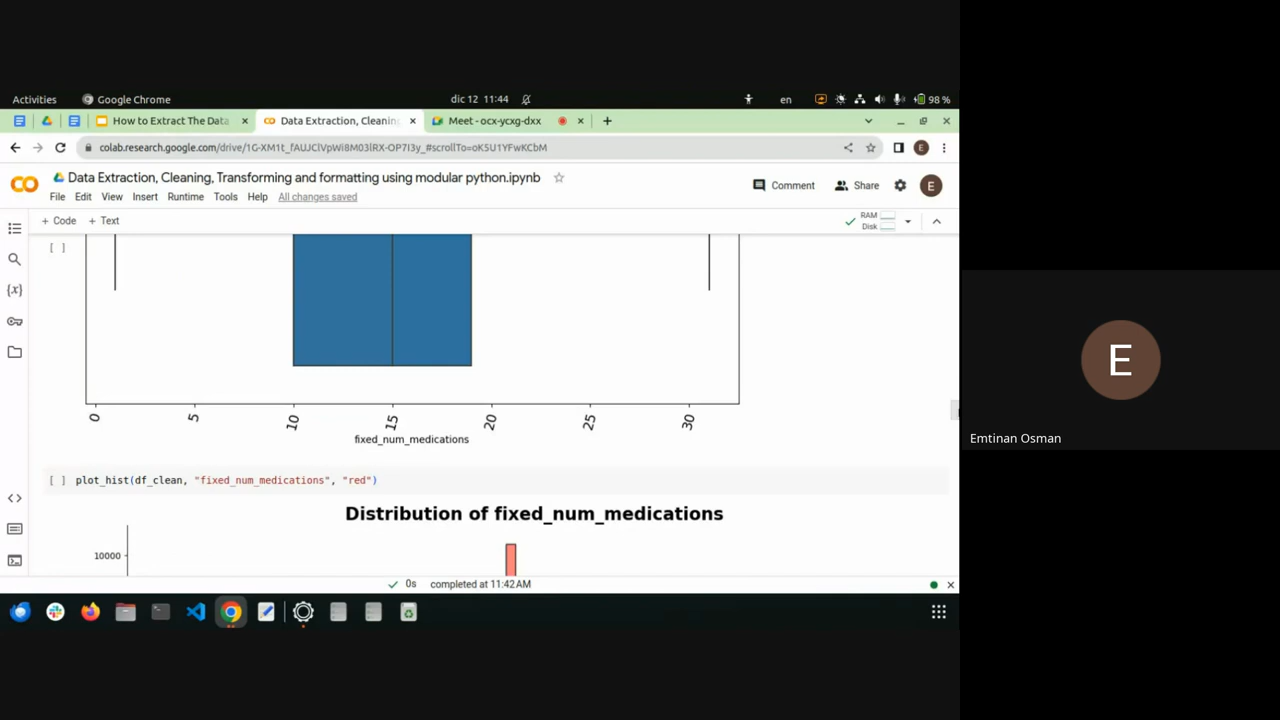 Activities
Google Chrome
dic 12 11:44
en
98 %
How to Extract The Data
Data Extraction, Cleaning
Meet - ocx-ycxg-dxx
colab.research.google.com/drive/1G-XM1t_fAUJClVpWi8M03lRX-OP7I3y_#scrollTo=oK5U1YFwKCbM
E
Data Extraction, Cleaning, Transforming and formatting using modular python.ipynb
File Edit View Insert Runtime Tools Help All changes saved
Comment
Share
E
+ Code + Text
RAM
Disk
{x}
[ ]
0 5 10 15 20 25 30
fixed_num_medications
[ ] plot_hist(df_clean, "fixed_num_medications", "red")
Distribution of fixed_num_medications
10000
0s completed at 11:42 AM
E
Emtinan Osman